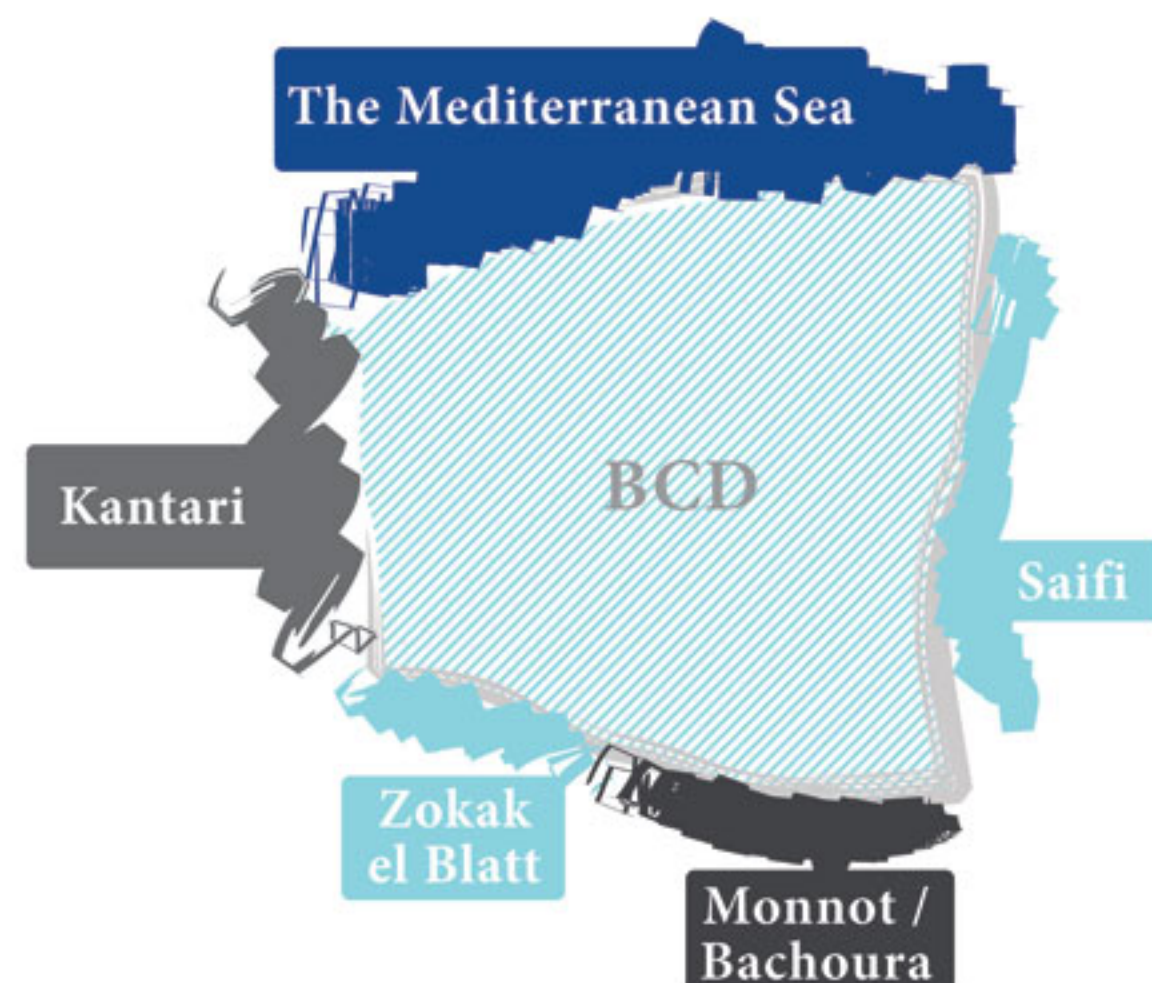 The Mediterranean Sea
BCD
Kantari
Saifi
Zokak
el Blatt
Monnot /
Bachoura